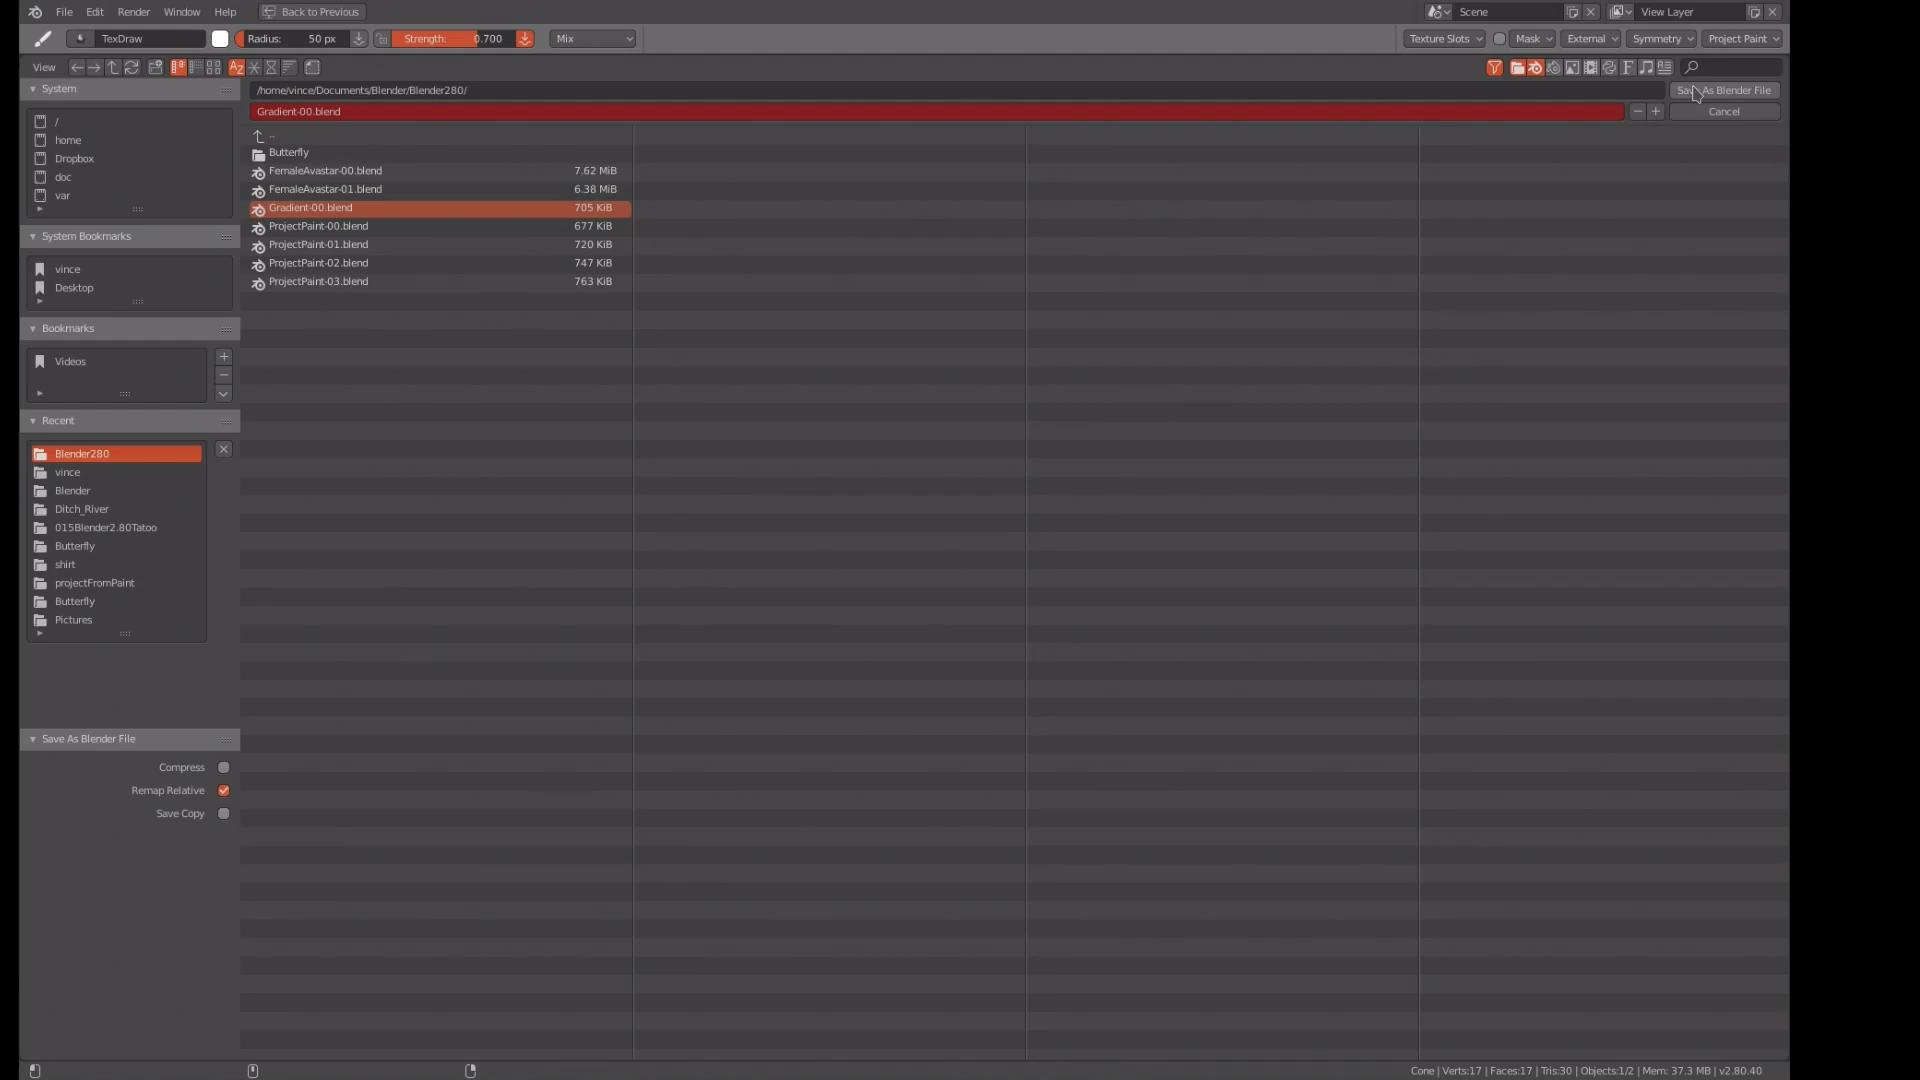 File Edit Render Window Help Back to Previous Scene View Layer
TexDraw Radius: 50 px Strength: 0.700 Mix Texture Slots Mask External Symmetry Project Paint
View
System
/
home
Dropbox
doc
var
System Bookmarks
vince
Desktop
Bookmarks
Videos
Recent
Blender280
vince
Blender
Ditch_River
015Blender2.80Tatoo
Butterfly
shirt
projectFromPaint
Butterfly
Pictures
Save As Blender File
Compress
Remap Relative
Save Copy
/home/vince/Documents/Blender/Blender280/ Save As Blender File
Gradient-00.blend Cancel
..
Butterfly
FemaleAvastar-00.blend 7.62 MiB
FemaleAvastar-01.blend 6.38 MiB
Gradient-00.blend 705 KiB
ProjectPaint-00.blend 677 KiB
ProjectPaint-01.blend 720 KiB
ProjectPaint-02.blend 747 KiB
ProjectPaint-03.blend 763 KiB
Cone | Verts:17 | Faces:17 | Tris:30 | Objects:1/2 | Mem: 37.3 MB | v2.80.40